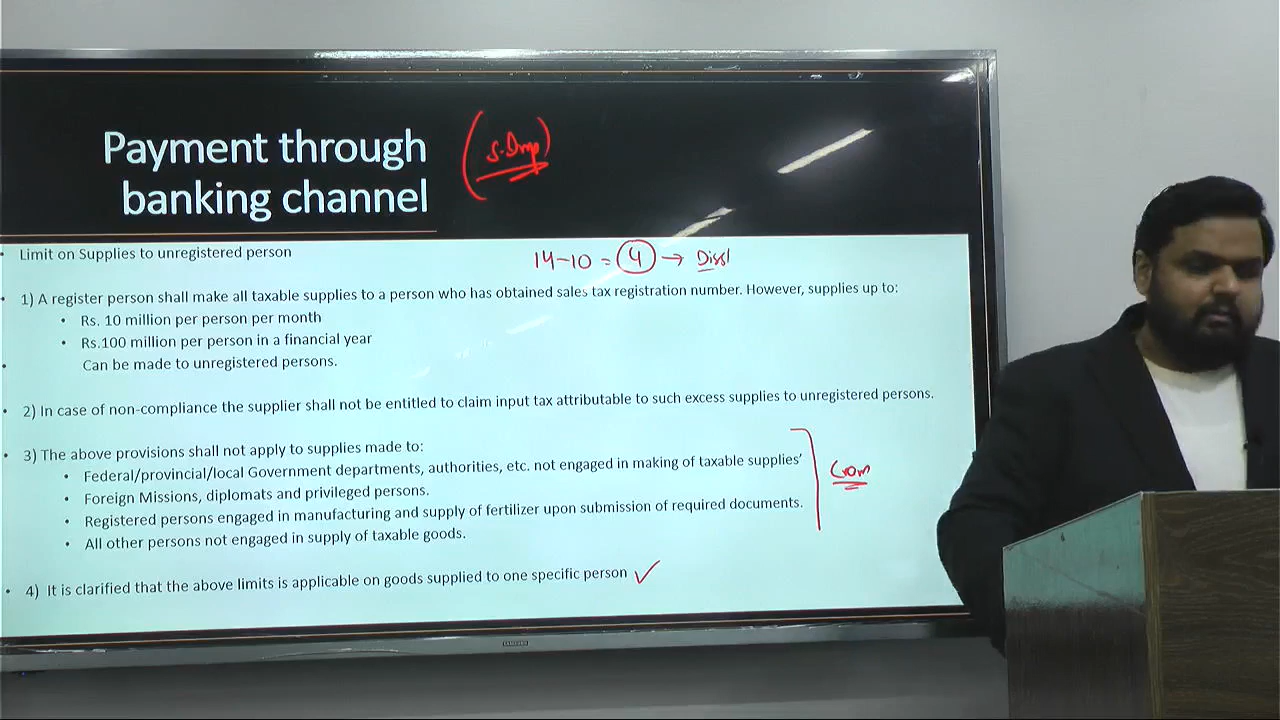 Payment through
banking channel
(S.Imp)
• Limit on Supplies to unregistered person
14-10 = 4 → Disal
• 1) A register person shall make all taxable supplies to a person who has obtained sales tax registration number. However, supplies up to:
• Rs. 10 million per person per month
• Rs.100 million per person in a financial year
• Can be made to unregistered persons.
• 2) In case of non-compliance the supplier shall not be entitled to claim input tax attributable to such excess supplies to unregistered persons.
• 3) The above provisions shall not apply to supplies made to:
• Federal/provincial/local Government departments, authorities, etc. not engaged in making of taxable supplies’
• Foreign Missions, diplomats and privileged persons.
• Registered persons engaged in manufacturing and supply of fertilizer upon submission of required documents.
• All other persons not engaged in supply of taxable goods.
Cram
• 4) It is clarified that the above limits is applicable on goods supplied to one specific person ✓
SAMSUNG